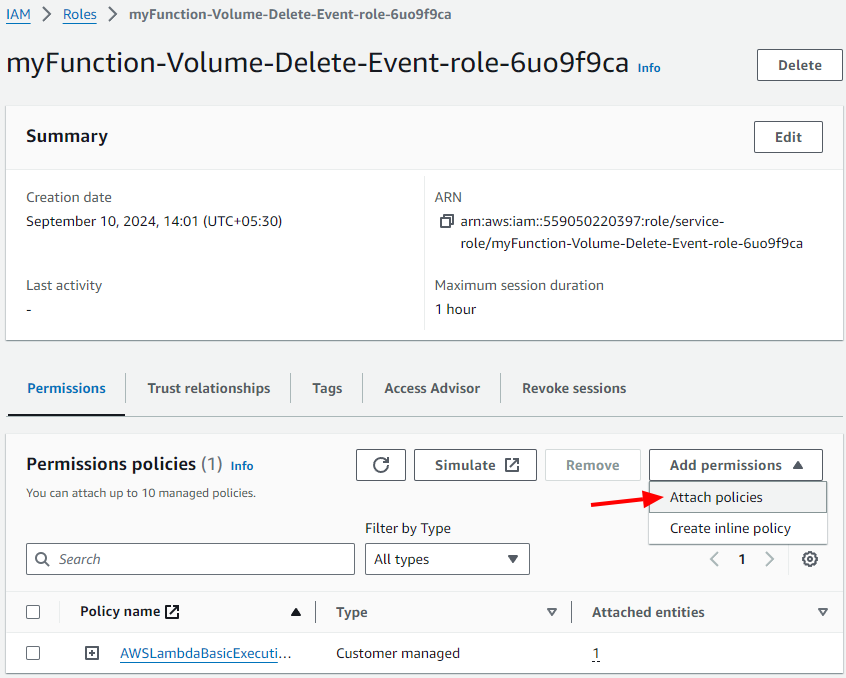 IAM > Roles > myFunction-Volume-Delete-Event-role-6uo9f9ca
myFunction-Volume-Delete-Event-role-6uo9f9ca Info
Delete
Summary
Edit
Creation date
September 10, 2024, 14:01 (UTC+05:30)
ARN
arn:aws:iam::559050220397:role/service-
role/myFunction-Volume-Delete-Event-role-6uo9f9ca
Last activity
-
Maximum session duration
1 hour
Permissions
Trust relationships
Tags
Access Advisor
Revoke sessions
Permissions policies (1) Info
You can attach up to 10 managed policies.
Simulate
Remove
Add permissions
Attach policies
Create inline policy
Filter by Type
Search
All types
1
Policy name
Type
Attached entities
AWSLambdaBasicExecuti...
Customer managed
1